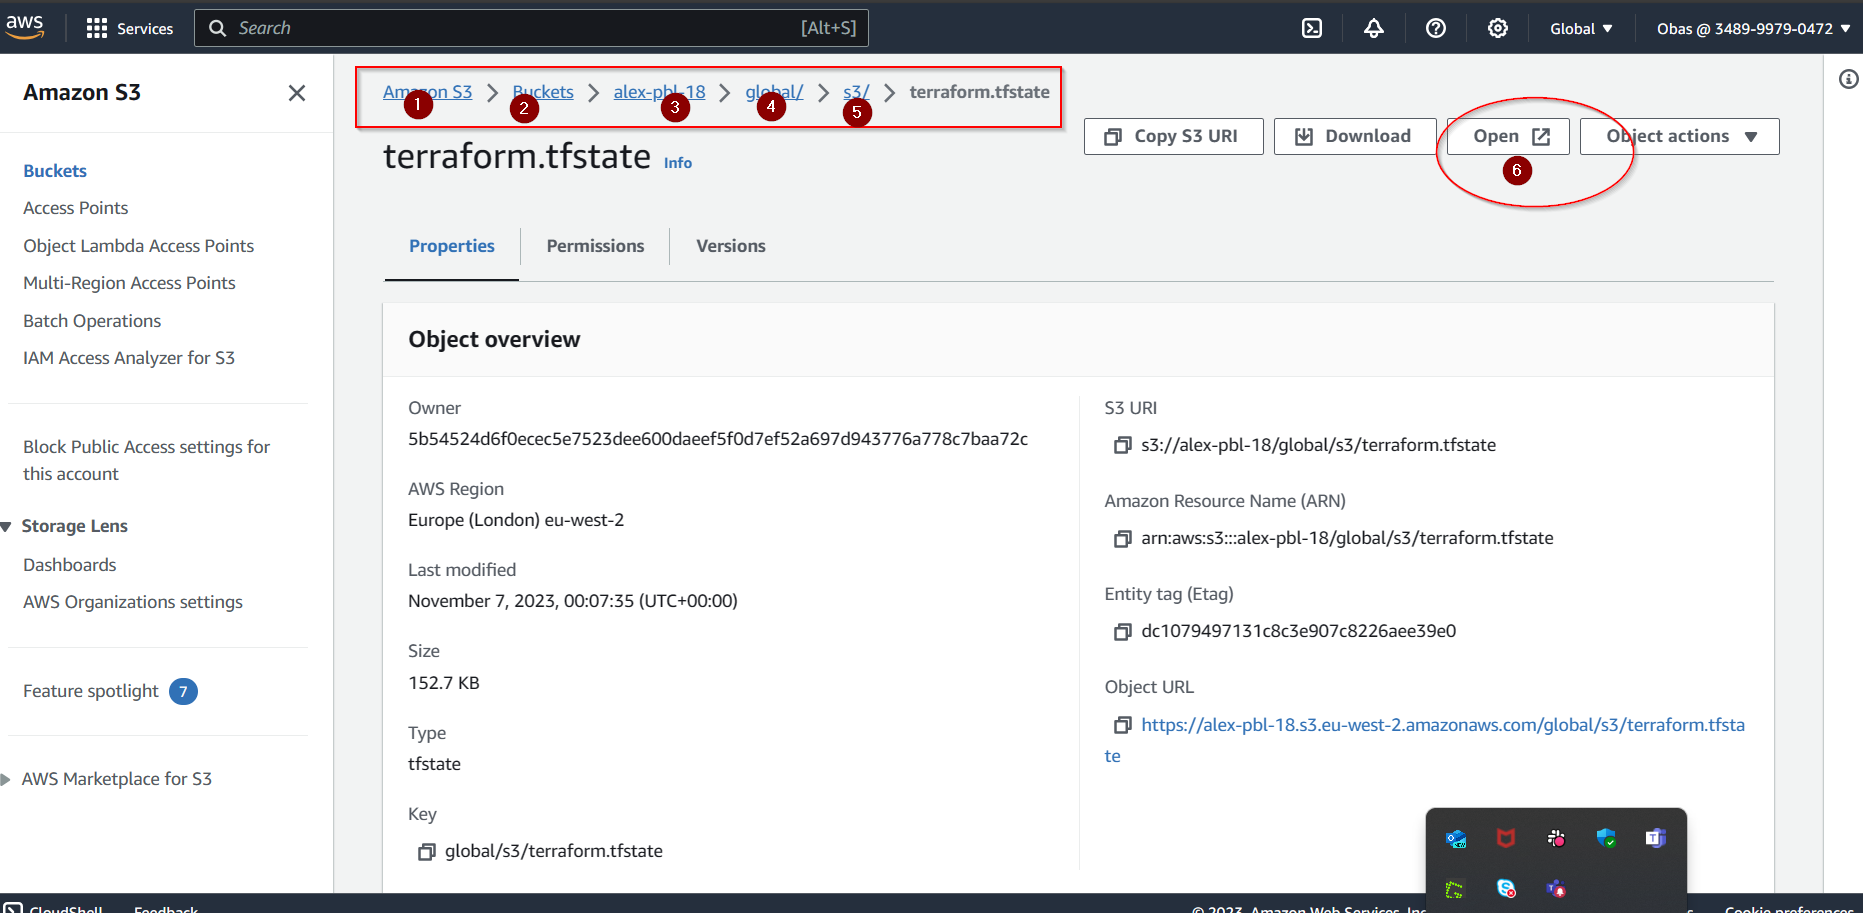 aws
Services
Search
[Alt+S]
Global
Obas @ 3489-9979-0472
Amazon S3
Buckets
Access Points
Object Lambda Access Points
Multi-Region Access Points
Batch Operations
IAM Access Analyzer for S3
Block Public Access settings for
this account
Storage Lens
Dashboards
AWS Organizations settings
Feature spotlight 7
AWS Marketplace for S3
Amazon S3 Buckets alex-pbl-18 global/ s3/ terraform.tfstate
1 2 3 4 5
terraform.tfstate Info
Copy S3 URI
Download
Open
Object actions
6
Properties
Permissions
Versions
Object overview
Owner
5b54524d6f0ecec5e7523dee600daeef5f0d7ef52a697d943776a778c7baa72c
AWS Region
Europe (London) eu-west-2
Last modified
November 7, 2023, 00:07:35 (UTC+00:00)
Size
152.7 KB
Type
tfstate
Key
global/s3/terraform.tfstate
S3 URI
s3://alex-pbl-18/global/s3/terraform.tfstate
Amazon Resource Name (ARN)
arn:aws:s3:::alex-pbl-18/global/s3/terraform.tfstate
Entity tag (Etag)
dc1079497131c8c3e907c8226aee39e0
Object URL
https://alex-pbl-18.s3.eu-west-2.amazonaws.com/global/s3/terraform.tfsta
te
CloudShell
Feedback
© 2023, Amazon Web Services, Inc
Cookie preferences